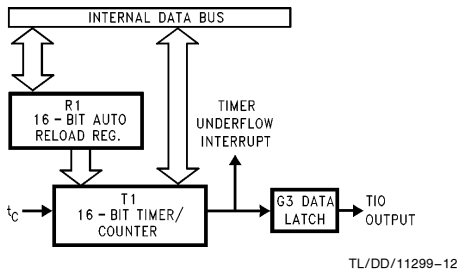 INTERNAL DATA BUS
R1
16-BIT AUTO
RELOAD REG.
TIMER
UNDERFLOW
INTERRUPT
tC
T1
16-BIT TIMER/
COUNTER
G3 DATA
LATCH
TIO
OUTPUT
TL/DD/11299-12